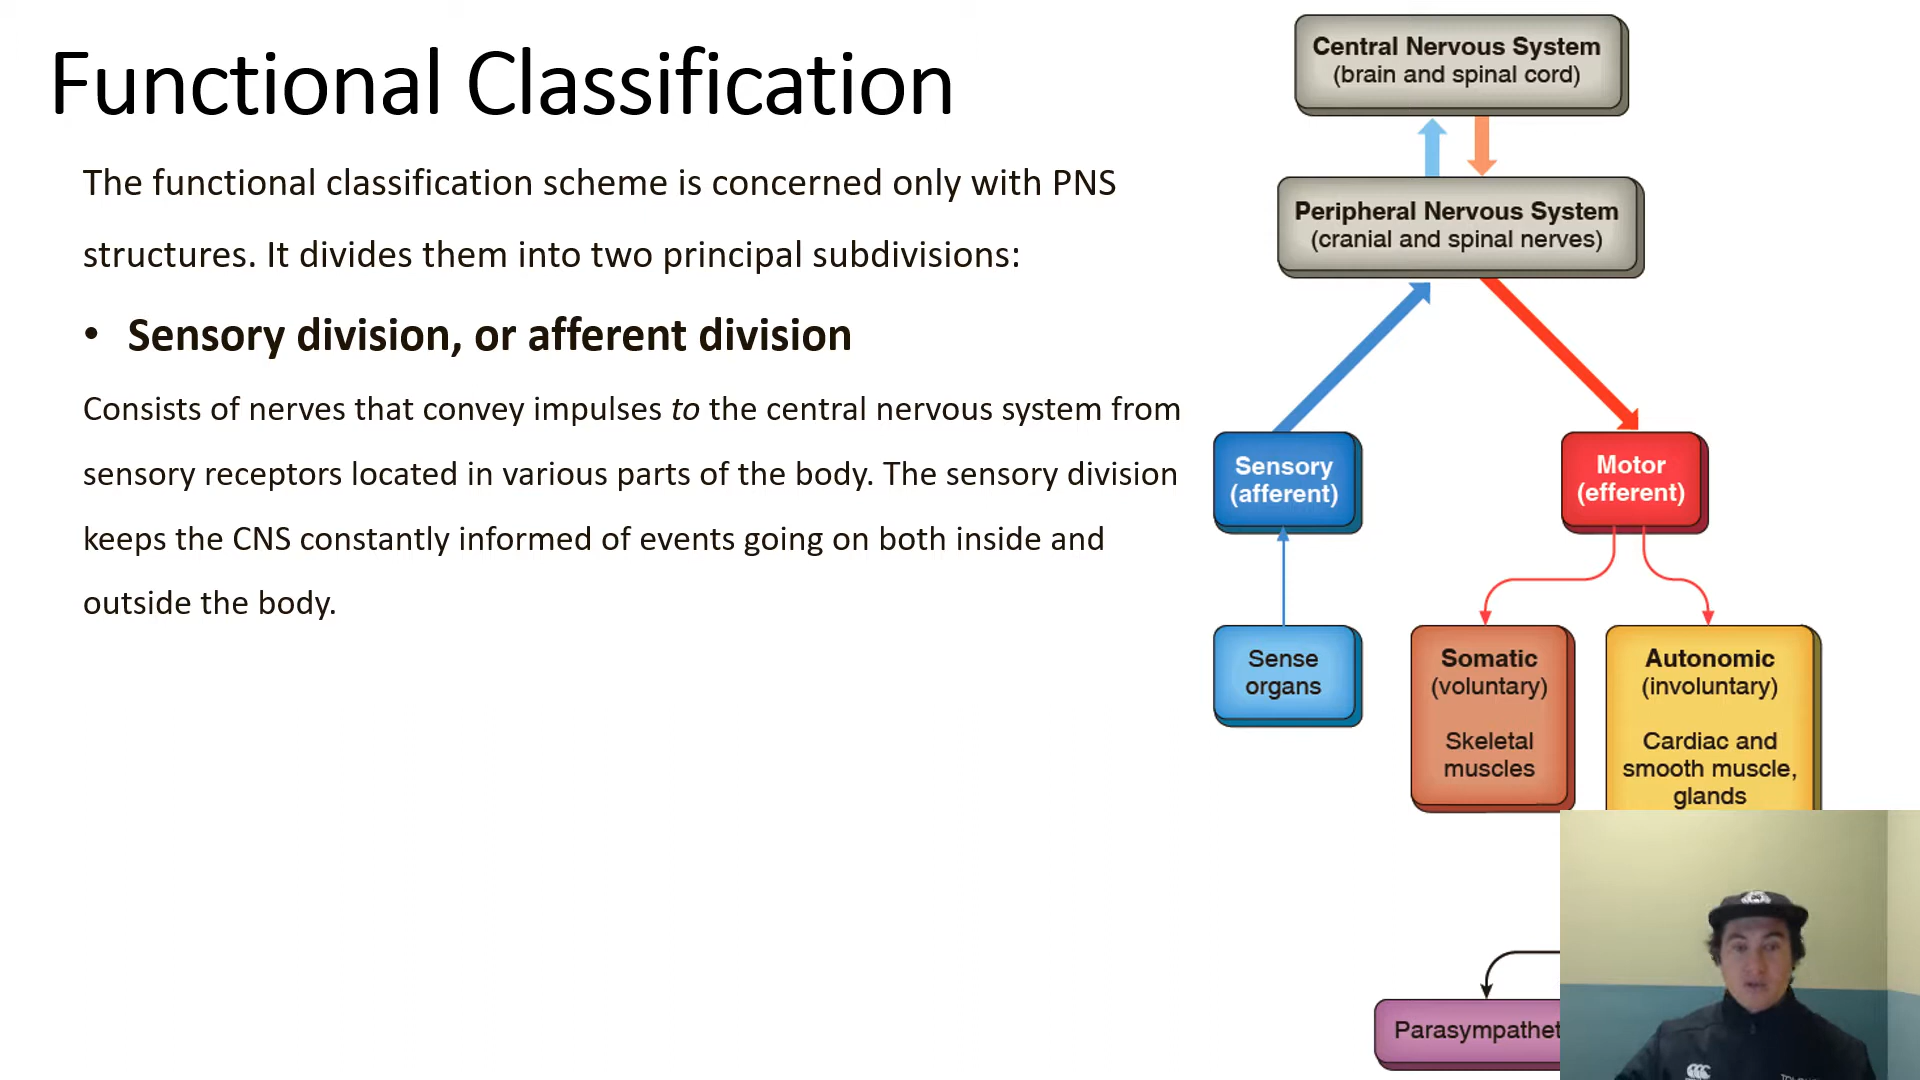 Functional Classification
The functional classification scheme is concerned only with PNS
structures. It divides them into two principal subdivisions:
• Sensory division, or afferent division
Consists of nerves that convey impulses to the central nervous system from
sensory receptors located in various parts of the body. The sensory division
keeps the CNS constantly informed of events going on both inside and
outside the body.
Central Nervous System
(brain and spinal cord)
Peripheral Nervous System
(cranial and spinal nerves)
Sensory
(afferent)
Motor
(efferent)
Sense
organs
Somatic
(voluntary)
Skeletal
muscles
Autonomic
(involuntary)
Cardiac and
smooth muscle,
glands
Parasympathet